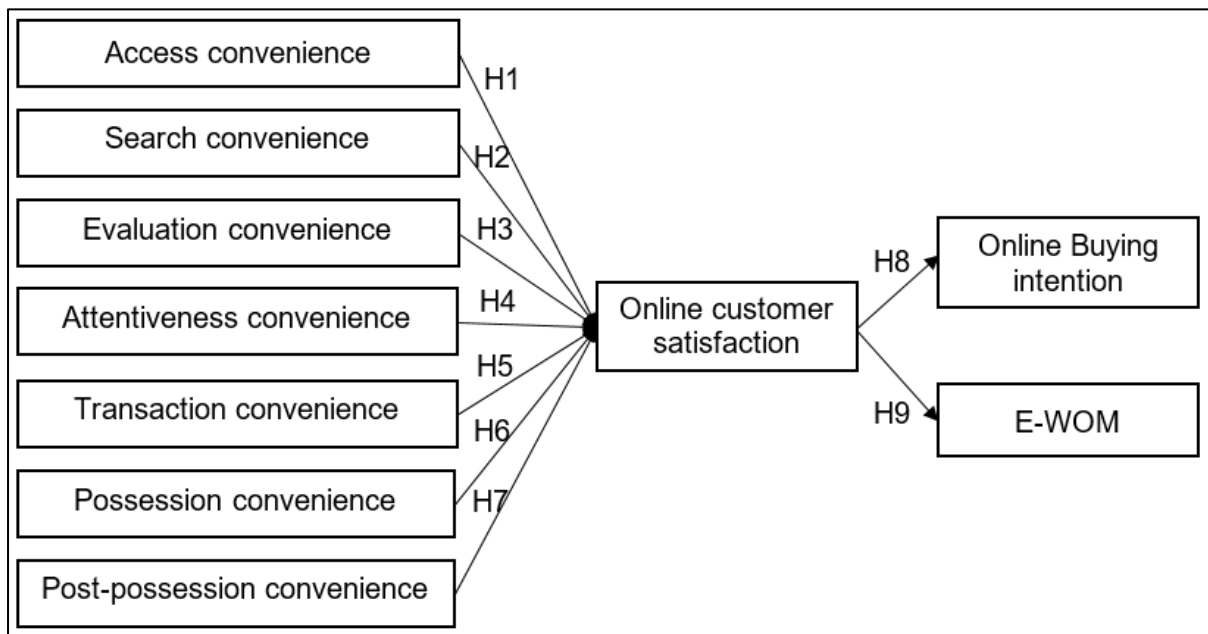 Access convenience
H1
Search convenience
H2
Evaluation convenience
H3
Attentiveness convenience
H4
Transaction convenience
H5
Possession convenience
H6
Post-possession convenience
H7
Online customer
satisfaction
H8
Online Buying
intention
H9
E-WOM